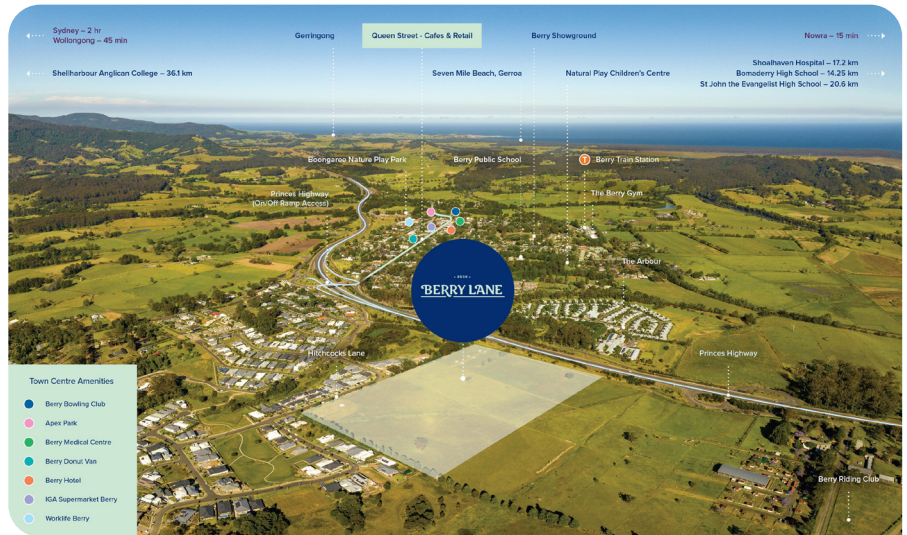 Sydney – 2 hr
Wollongong – 45 min
Gerringong
Queen Street - Cafes & Retail
Berry Showground
Nowra – 15 min
Shellharbour Anglican College – 36.1 km
Seven Mile Beach, Gerroa
Natural Play Children's Centre
Shoalhaven Hospital – 17.2 km
Bomaderry High School – 14.25 km
St John the Evangelist High School – 20.6 km
Boongaree Nature Play Park
Berry Public School
T
Berry Train Station
Princes Highway
(On/Off Ramp Access)
The Berry Gym
The Arbour
BERRY LANE
Hitchcocks Lane
Princes Highway
Town Centre Amenities
Berry Bowling Club
Apex Park
Berry Medical Centre
Berry Donut Van
Berry Hotel
IGA Supermarket Berry
Worklife Berry
Berry Riding Club